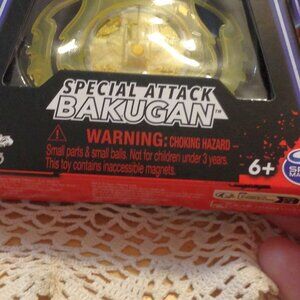 SPECIAL ATTACK
BAKUGAN™
WARNING: CHOKING HAZARD –
Small parts & small balls. Not for children under 3 years.
This toy contains inaccessible magnets.
6+